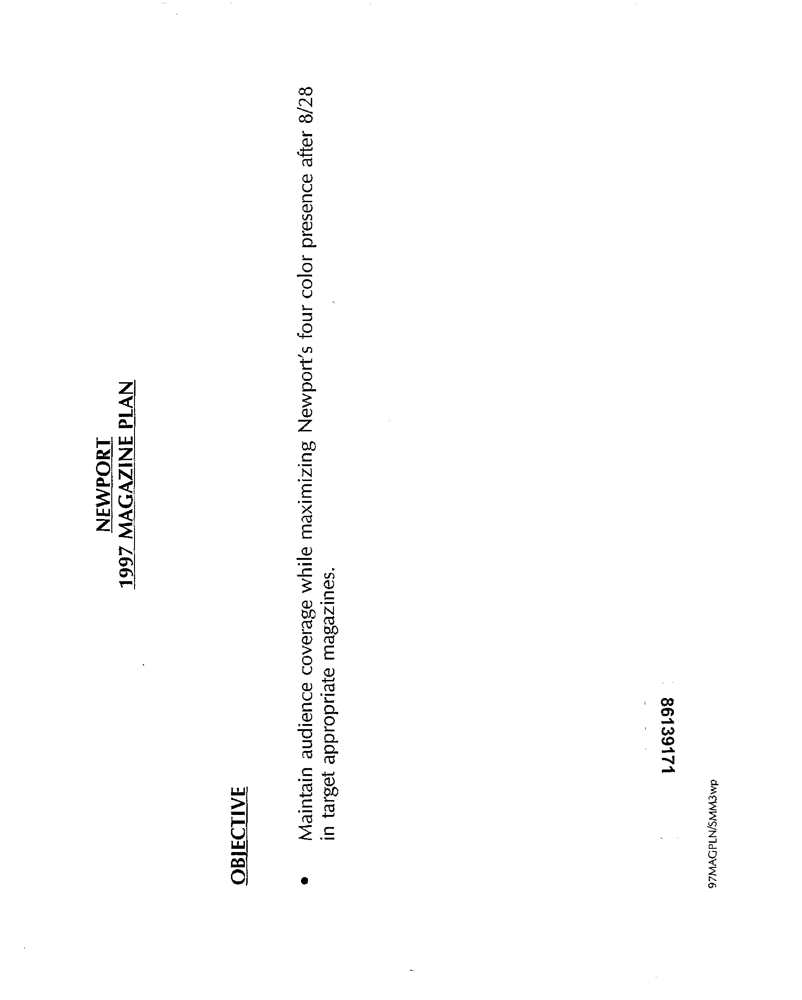 NEWPORT
1997 MAGAZINE PLAN
OBJECTIVE
• Maintain audience coverage while maximizing Newport's four color presence after 8/28
in target appropriate magazines.
86139171
97MAGPLN/SMM3wp